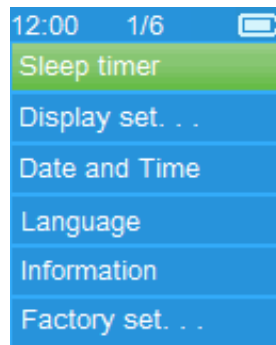 12:00 1/6
Sleep timer
Display set. . .
Date and Time
Language
Information
Factory set. . .